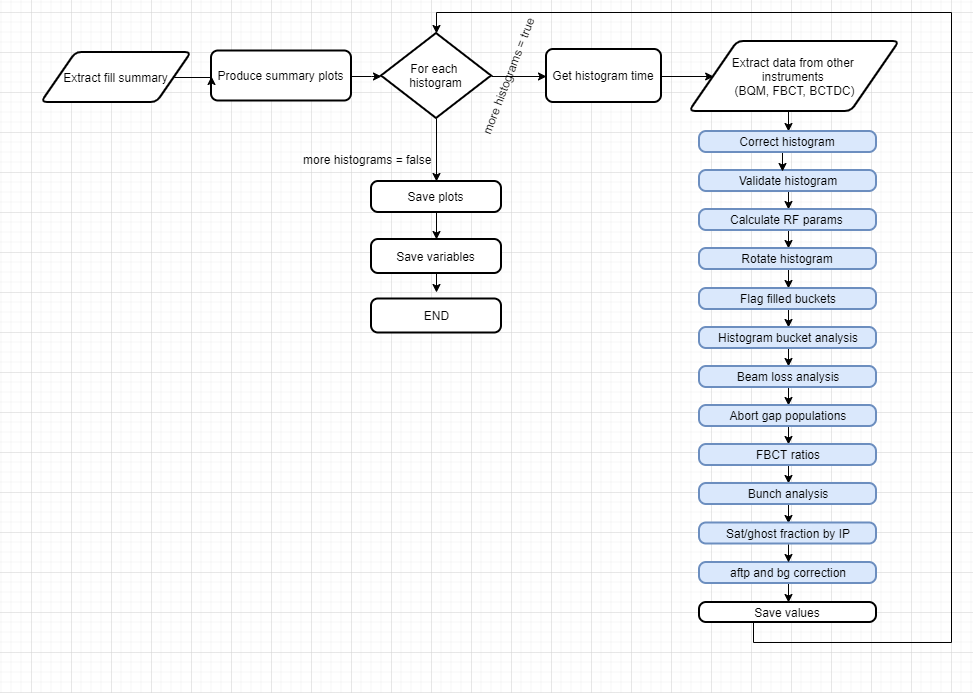 Extract fill summary
Produce summary plots
For each
histogram
more histograms = true
Get histogram time
Extract data from other
instruments
(BQM, FBCT, BCTDC)
more histograms = false
Save plots
Save variables
END
Correct histogram
Validate histogram
Calculate RF params
Rotate histogram
Flag filled buckets
Histogram bucket analysis
Beam loss analysis
Abort gap populations
FBCT ratios
Bunch analysis
Sat/ghost fraction by IP
aftp and bg correction
Save values